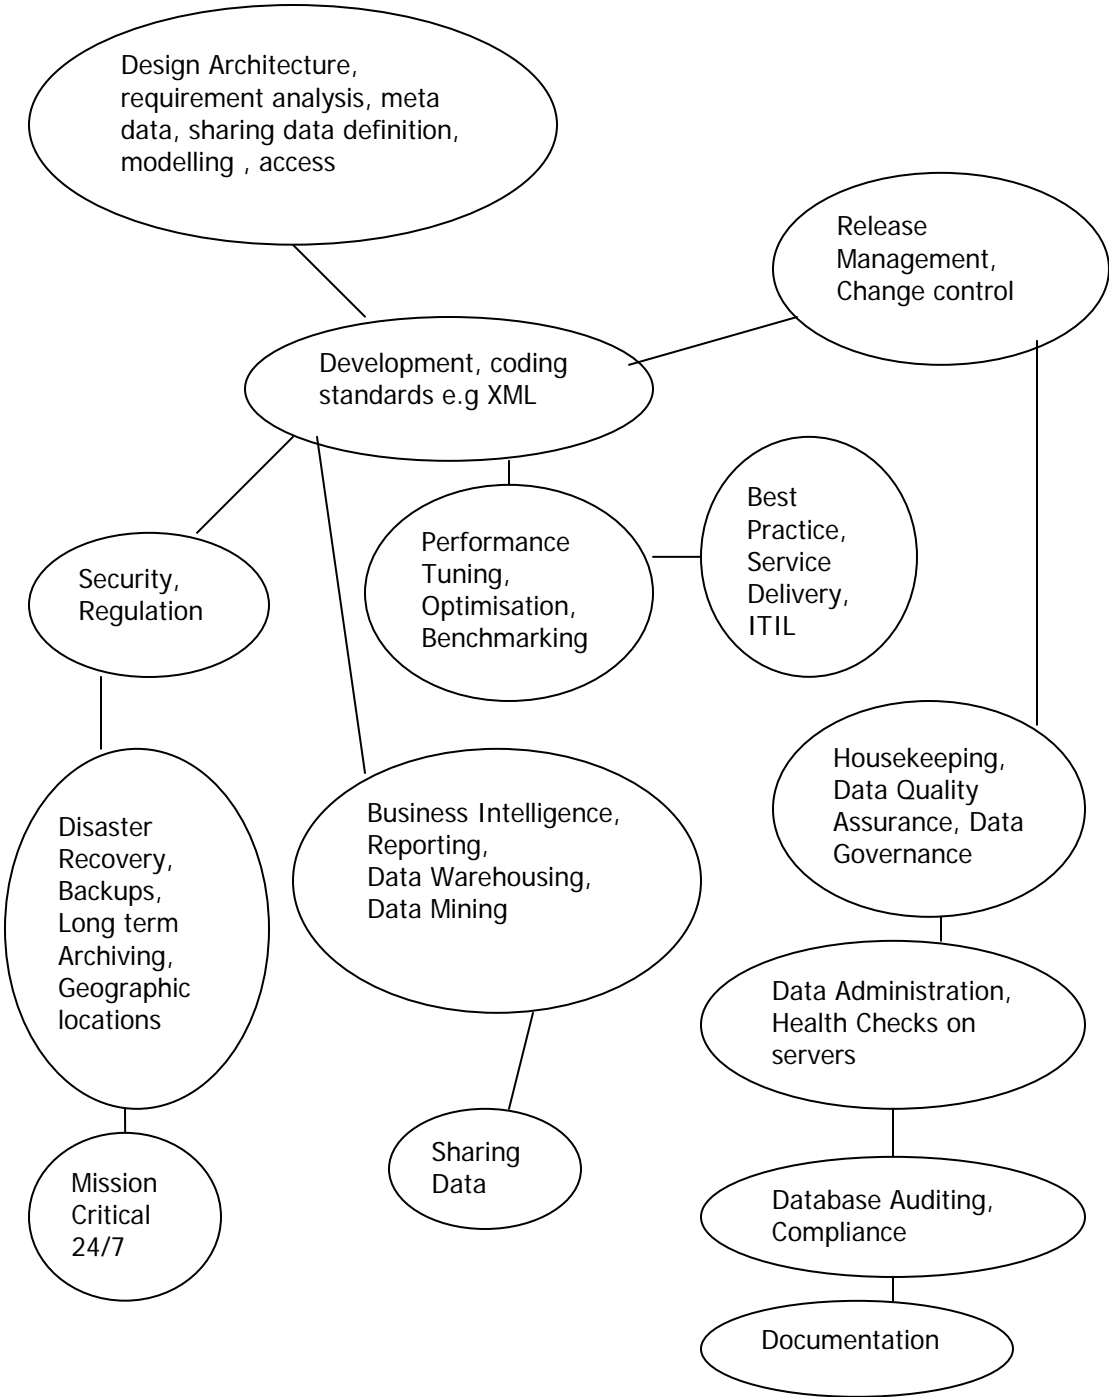 Design Architecture,
requirement analysis, meta
data, sharing data definition,
modelling , access
Release
Management,
Change control
Development, coding
standards e.g XML
Best
Practice,
Service
Delivery,
ITIL
Performance
Tuning,
Optimisation,
Benchmarking
Security,
Regulation
Housekeeping,
Data Quality
Assurance, Data
Governance
Business Intelligence,
Reporting,
Data Warehousing,
Data Mining
Disaster
Recovery,
Backups,
Long term
Archiving,
Geographic
locations
Data Administration,
Health Checks on
servers
Sharing
Data
Mission
Critical
24/7
Database Auditing,
Compliance
Documentation